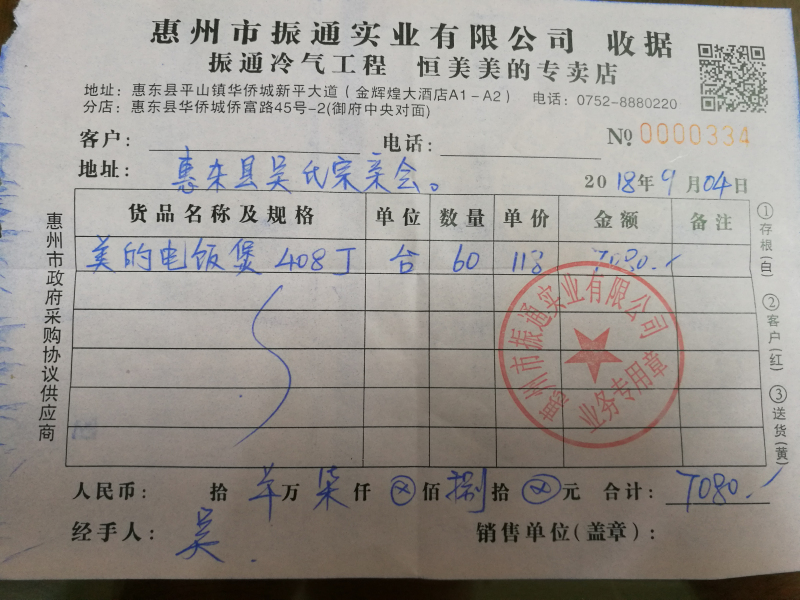 惠州市振通实业有限公司 收据
振通冷气工程 恒美美的专卖店
地址：惠东县平山镇华侨城新平大道（金辉煌大酒店A1-A2） 电话：0752-8880220
分店：惠东县华侨城侨富路45号-2(御府中央对面)
客户： 电话： № 0000334
地址： 惠东县吴氏宗亲会。 2018年9月04日
货品名称及规格 单位 数量 单价 金额 备注
美的电饭煲 408J 台 60 118 7080.
人民币： 拾 万 柒仟 ⊗佰 捌拾 ⊗元 合计： 7080.
经手人： 吴. 销售单位(盖章)：
惠州市政府采购协议供应商
①存根(白) ②客户(红) ③送货(黄)
惠州市振通实业有限公司
业务专用章